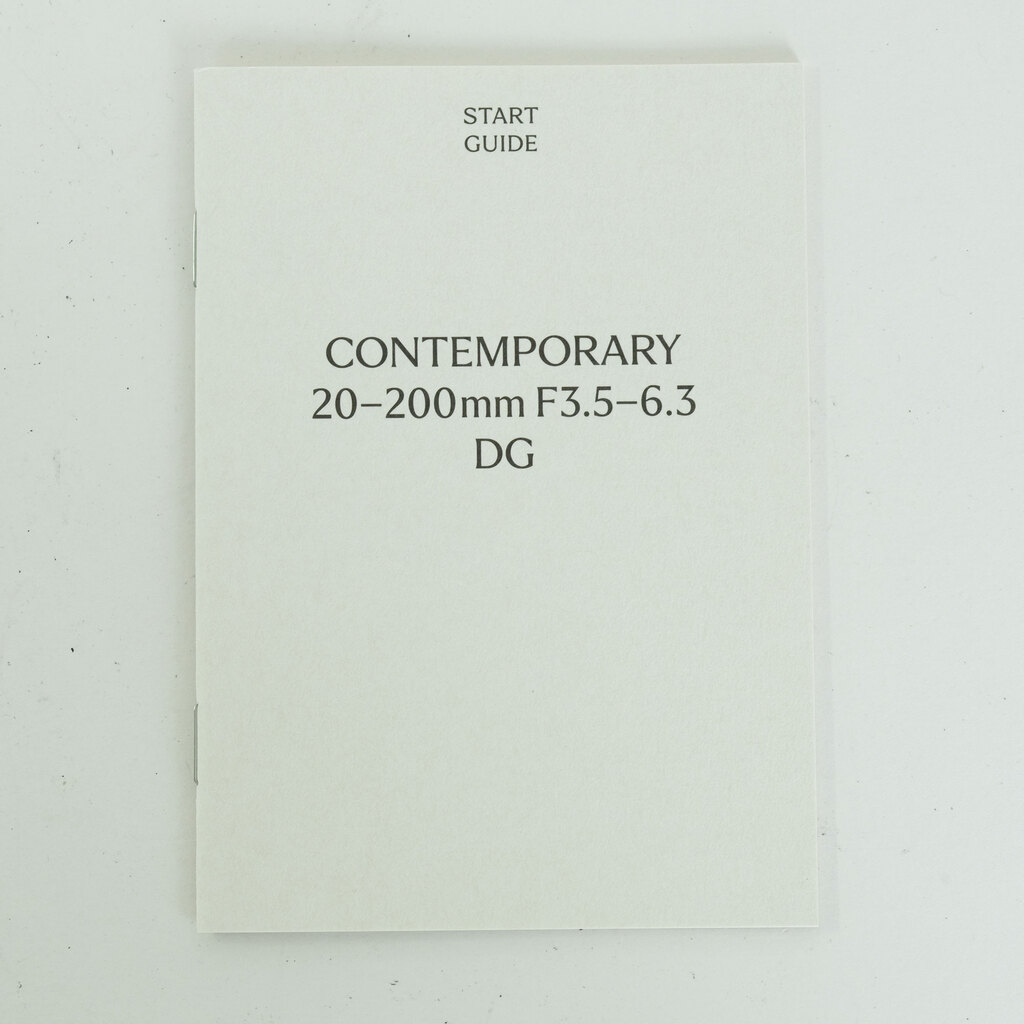 START
GUIDE
CONTEMPORARY
20–200mm F3.5–6.3
DG